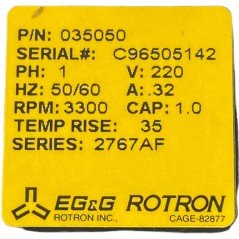 P/N: 035050
SERIAL#: C96505142
PH: 1 V: 220
HZ: 50/60 A: .32
RPM: 3300 CAP: 1.0
TEMP RISE: 35
SERIES: 2767AF
EG&G ROTRON
ROTRON INC., CAGE-82877